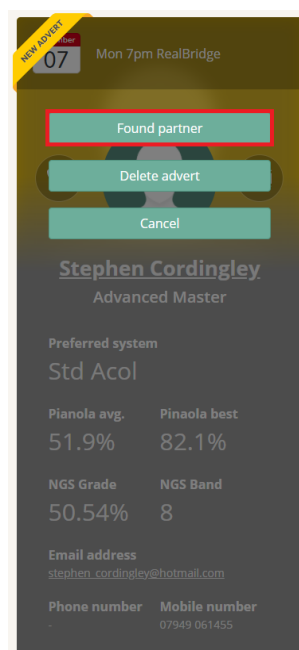 NEW ADVERT
07
Mon 7pm RealBridge
Found partner
Delete advert
Cancel
Stephen Cordingley
Advanced Master
Preferred system
Std Acol
Pianola avg. Pinaola best
51.9% 82.1%
NGS Grade NGS Band
50.54% 8
Email address
stephen_cordingley@hotmail.com
Phone number Mobile number
- 07949 061455